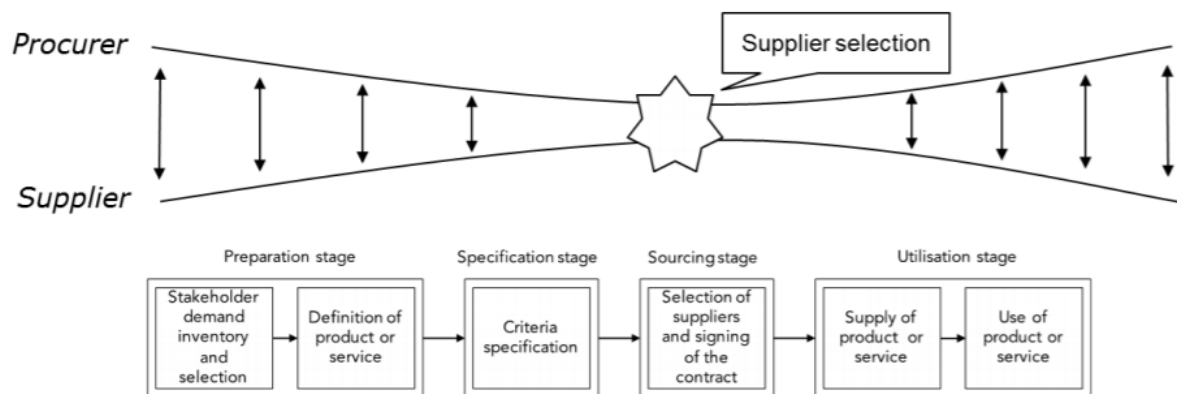 Procurer
Supplier selection
Supplier
Preparation stage
Specification stage
Sourcing stage
Utilisation stage
Stakeholder
demand
inventory
and
selection
Definition of
product or
service
Criteria
specification
Selection of
suppliers
and signing
of the
contract
Supply of
product or
service
Use of
product or
service